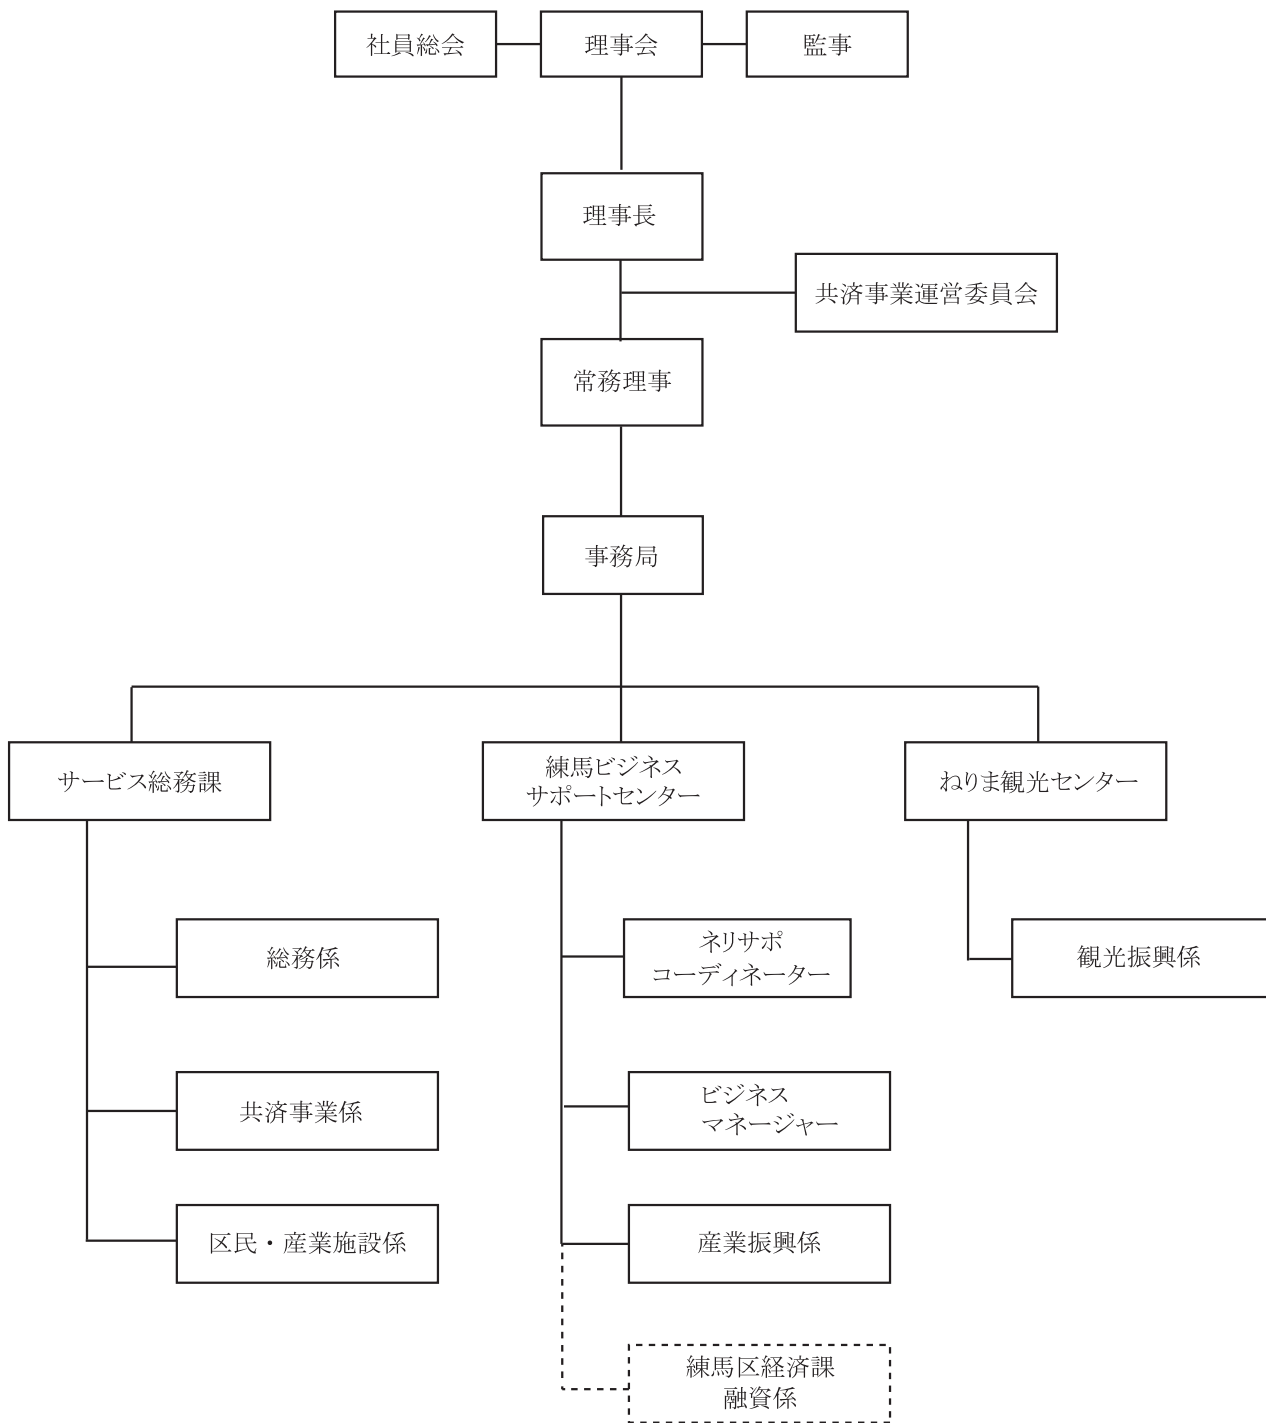 社員総会
理事会
監事
理事長
共済事業運営委員会
常務理事
事務局
サービス総務課
練馬ビジネス
サポートセンター
ねりま観光センター
総務係
ネリサポ
コーディネーター
観光振興係
共済事業係
ビジネス
マネージャー
区民・産業施設係
産業振興係
練馬区経済課
融資係